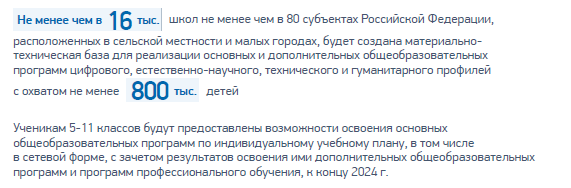 Не менее чем в 16 тыс. школ не менее чем в 80 субъектах Российской Федерации,
расположенных в сельской местности и малых городах, будет создана материально-
техническая база для реализации основных и дополнительных общеобразовательных
программ цифрового, естественно-научного, технического и гуманитарного профилей
с охватом не менее 800 тыс. детей
Ученикам 5-11 классов будут предоставлены возможности освоения основных
общеобразовательных программ по индивидуальному учебному плану, в том числе
в сетевой форме, с зачетом результатов освоения ими дополнительных общеобразовательных
программ и программ профессионального обучения, к концу 2024 г.